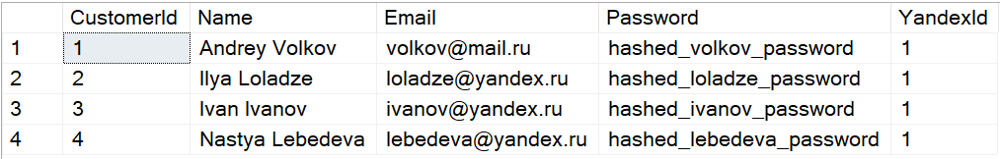 CustomerId Name Email Password YandexId
1 1 Andrey Volkov volkov@mail.ru hashed_volkov_password 1
2 2 Ilya Loladze loladze@yandex.ru hashed_loladze_password 1
3 3 Ivan Ivanov ivanov@yandex.ru hashed_ivanov_password 1
4 4 Nastya Lebedeva lebedeva@yandex.ru hashed_lebedeva_password 1